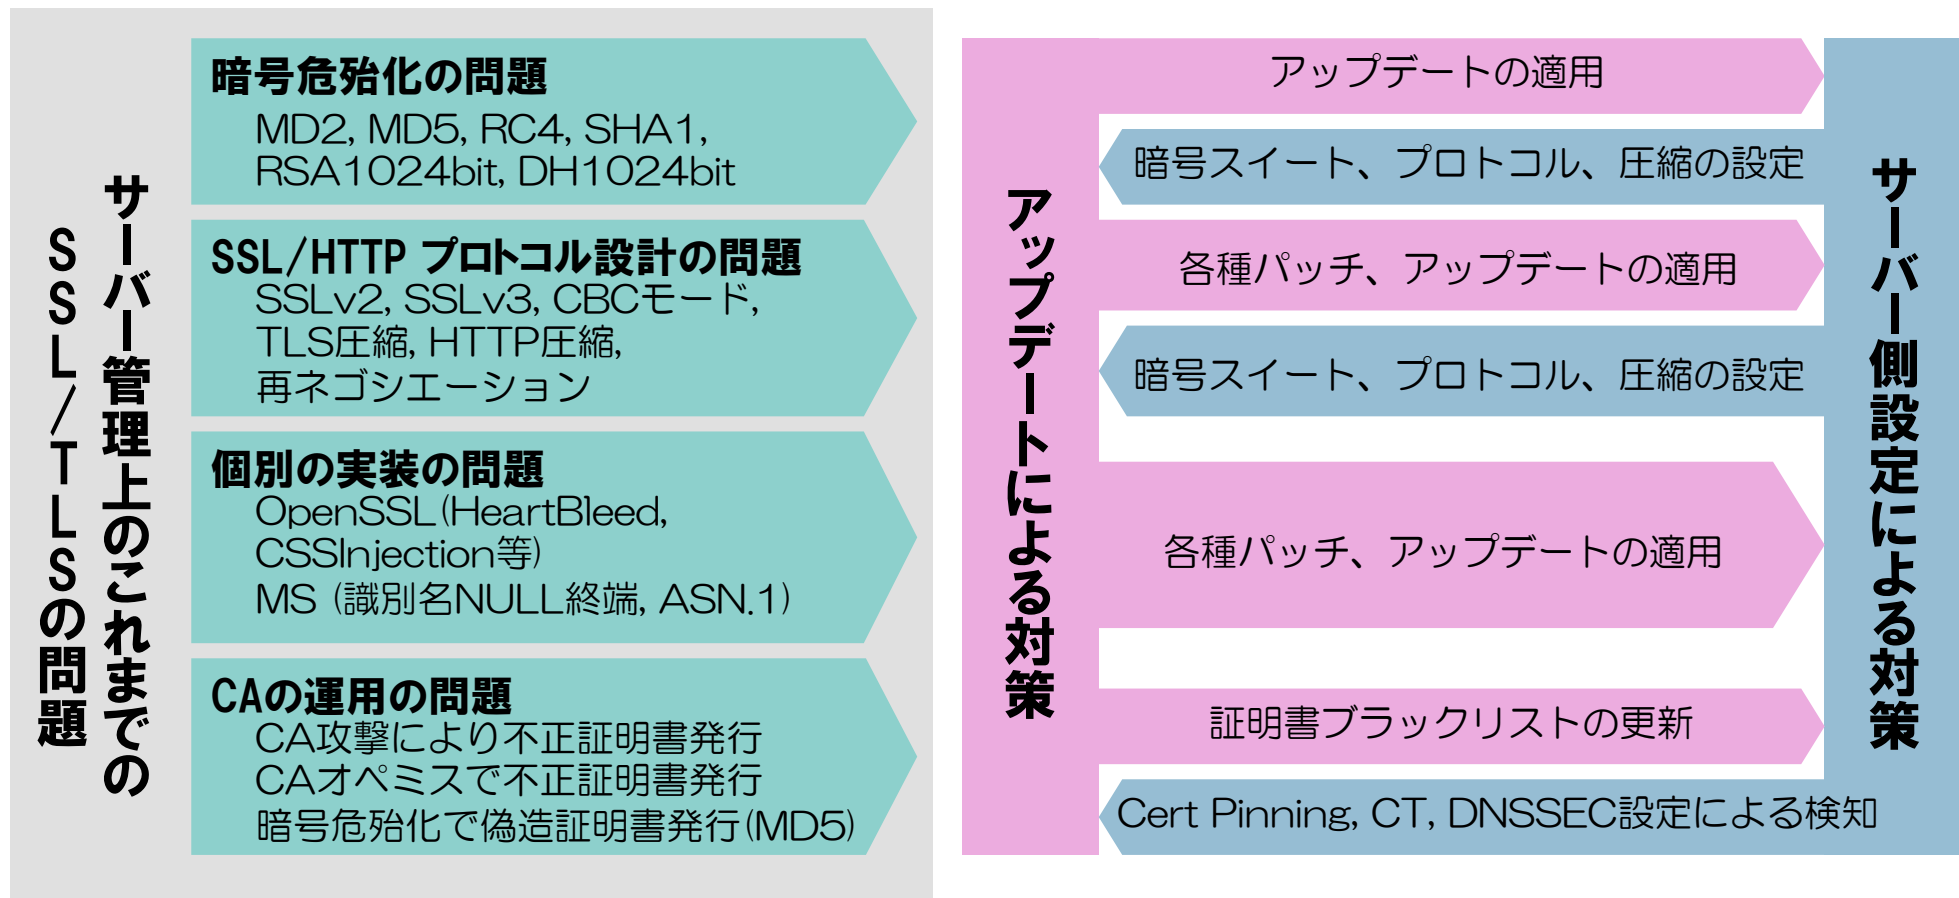 サーバー管理上のこれまでの
SSL/TLSの問題
暗号危殆化の問題
MD2, MD5, RC4, SHA1,
RSA1024bit, DH1024bit
SSL/HTTP プロトコル設計の問題
SSLv2, SSLv3, CBCモード,
TLS圧縮, HTTP圧縮,
再ネゴシエーション
個別の実装の問題
OpenSSL(HeartBleed,
CSSInjection等)
MS (識別名NULL終端, ASN.1)
CAの運用の問題
CA攻撃により不正証明書発行
CAオペミスで不正証明書発行
暗号危殆化で偽造証明書発行(MD5)
アップデートによる対策
アップデートの適用
暗号スイート、プロトコル、圧縮の設定
各種パッチ、アップデートの適用
暗号スイート、プロトコル、圧縮の設定
各種パッチ、アップデートの適用
証明書ブラックリストの更新
Cert Pinning, CT, DNSSEC設定による検知
サーバー側設定による対策